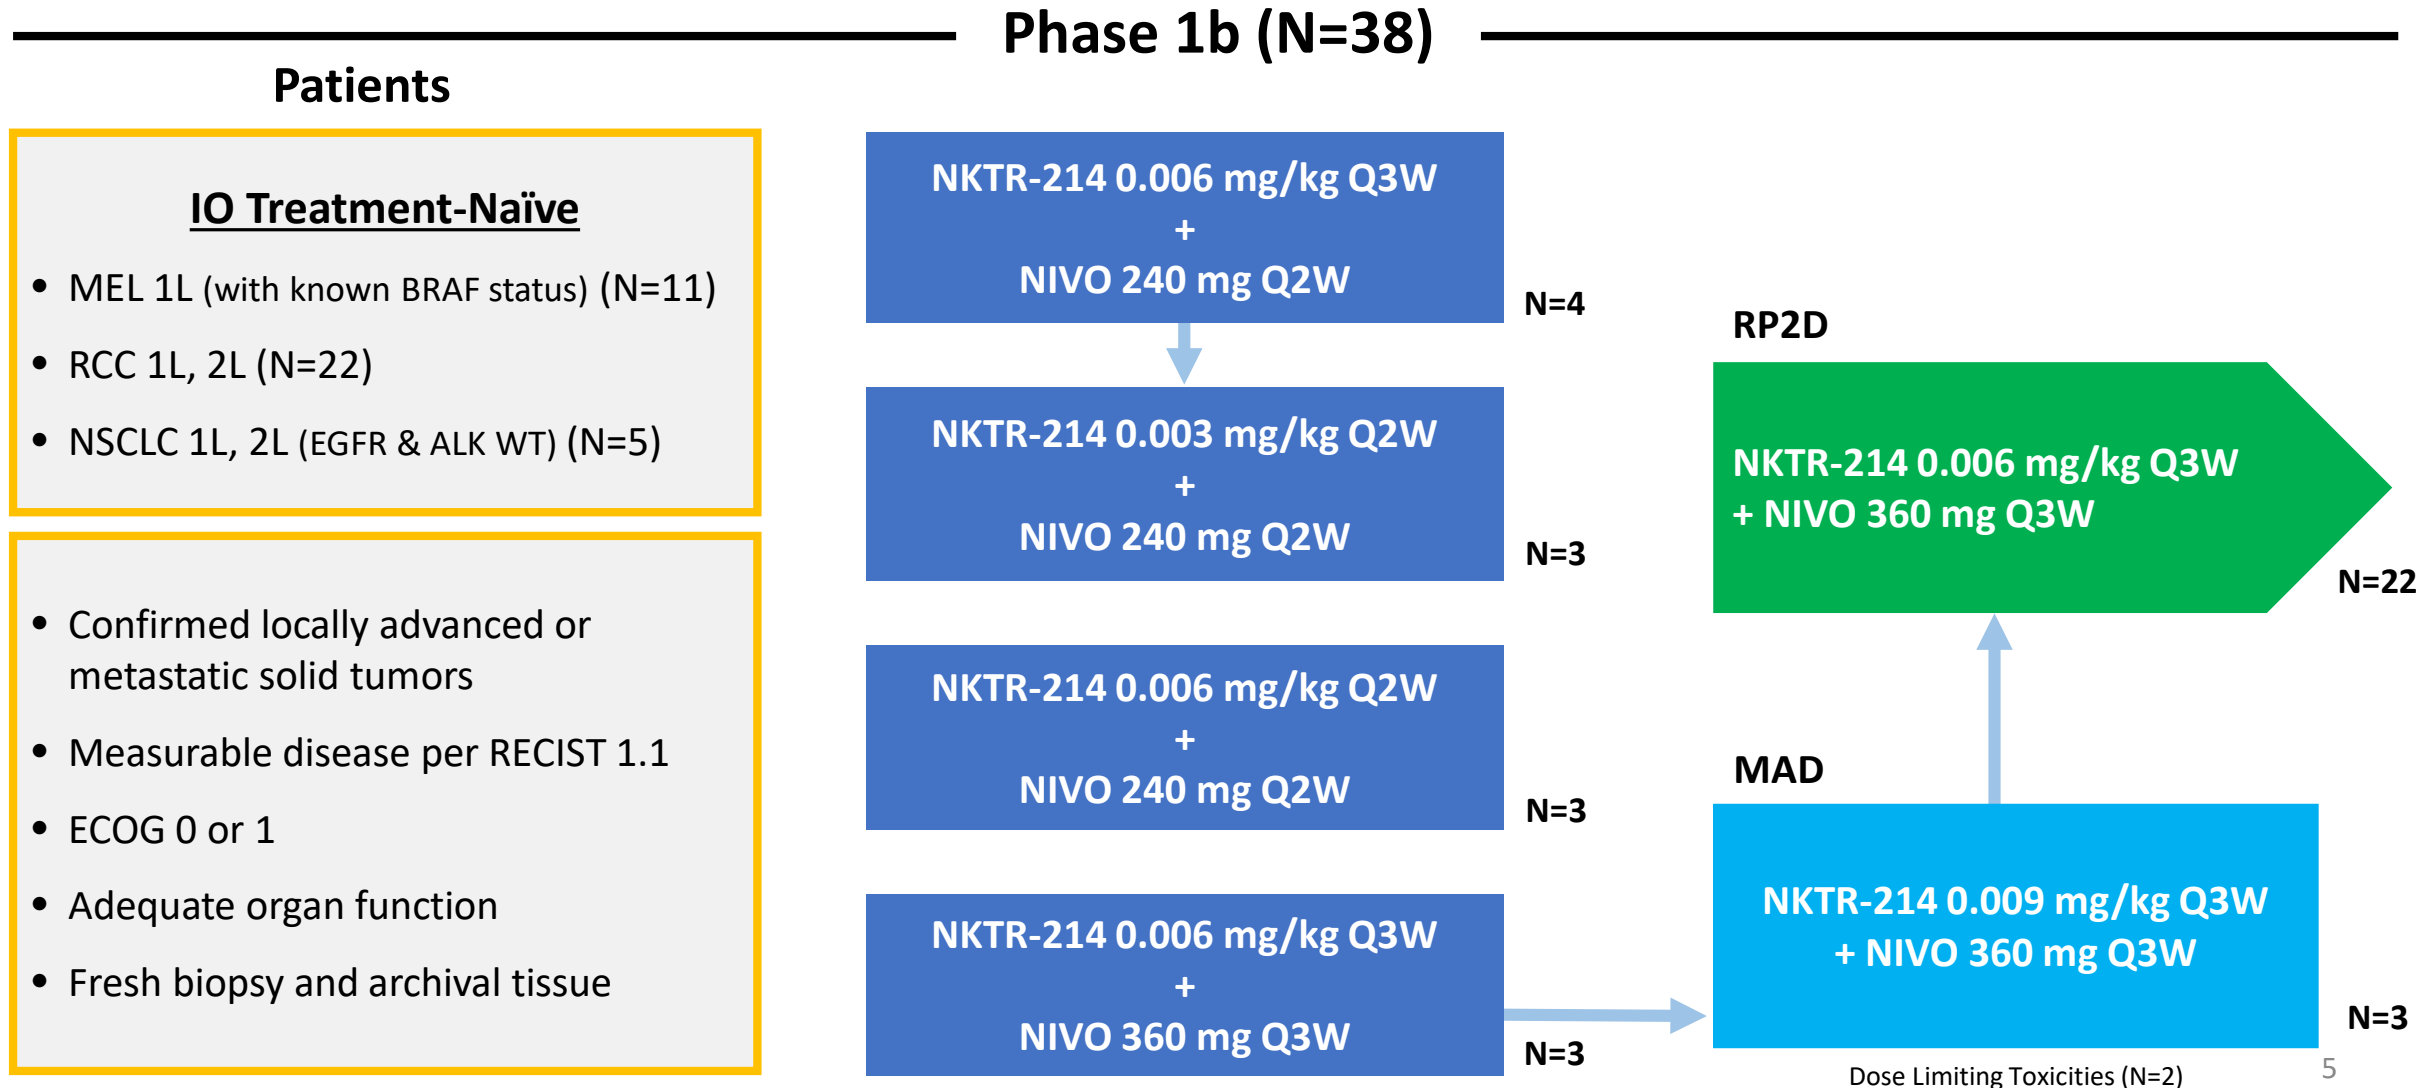 Phase 1b (N=38)
Patients
IO Treatment-Naïve
• MEL 1L (with known BRAF status) (N=11)
• RCC 1L, 2L (N=22)
• NSCLC 1L, 2L (EGFR & ALK WT) (N=5)
• Confirmed locally advanced or
metastatic solid tumors
• Measurable disease per RECIST 1.1
• ECOG 0 or 1
• Adequate organ function
• Fresh biopsy and archival tissue
NKTR-214 0.006 mg/kg Q3W
+
NIVO 240 mg Q2W
N=4
NKTR-214 0.003 mg/kg Q2W
+
NIVO 240 mg Q2W
N=3
NKTR-214 0.006 mg/kg Q2W
+
NIVO 240 mg Q2W
N=3
NKTR-214 0.006 mg/kg Q3W
+
NIVO 360 mg Q3W
N=3
RP2D
NKTR-214 0.006 mg/kg Q3W
+ NIVO 360 mg Q3W
N=22
MAD
NKTR-214 0.009 mg/kg Q3W
+ NIVO 360 mg Q3W
N=3
Dose Limiting Toxicities (N=2)
5